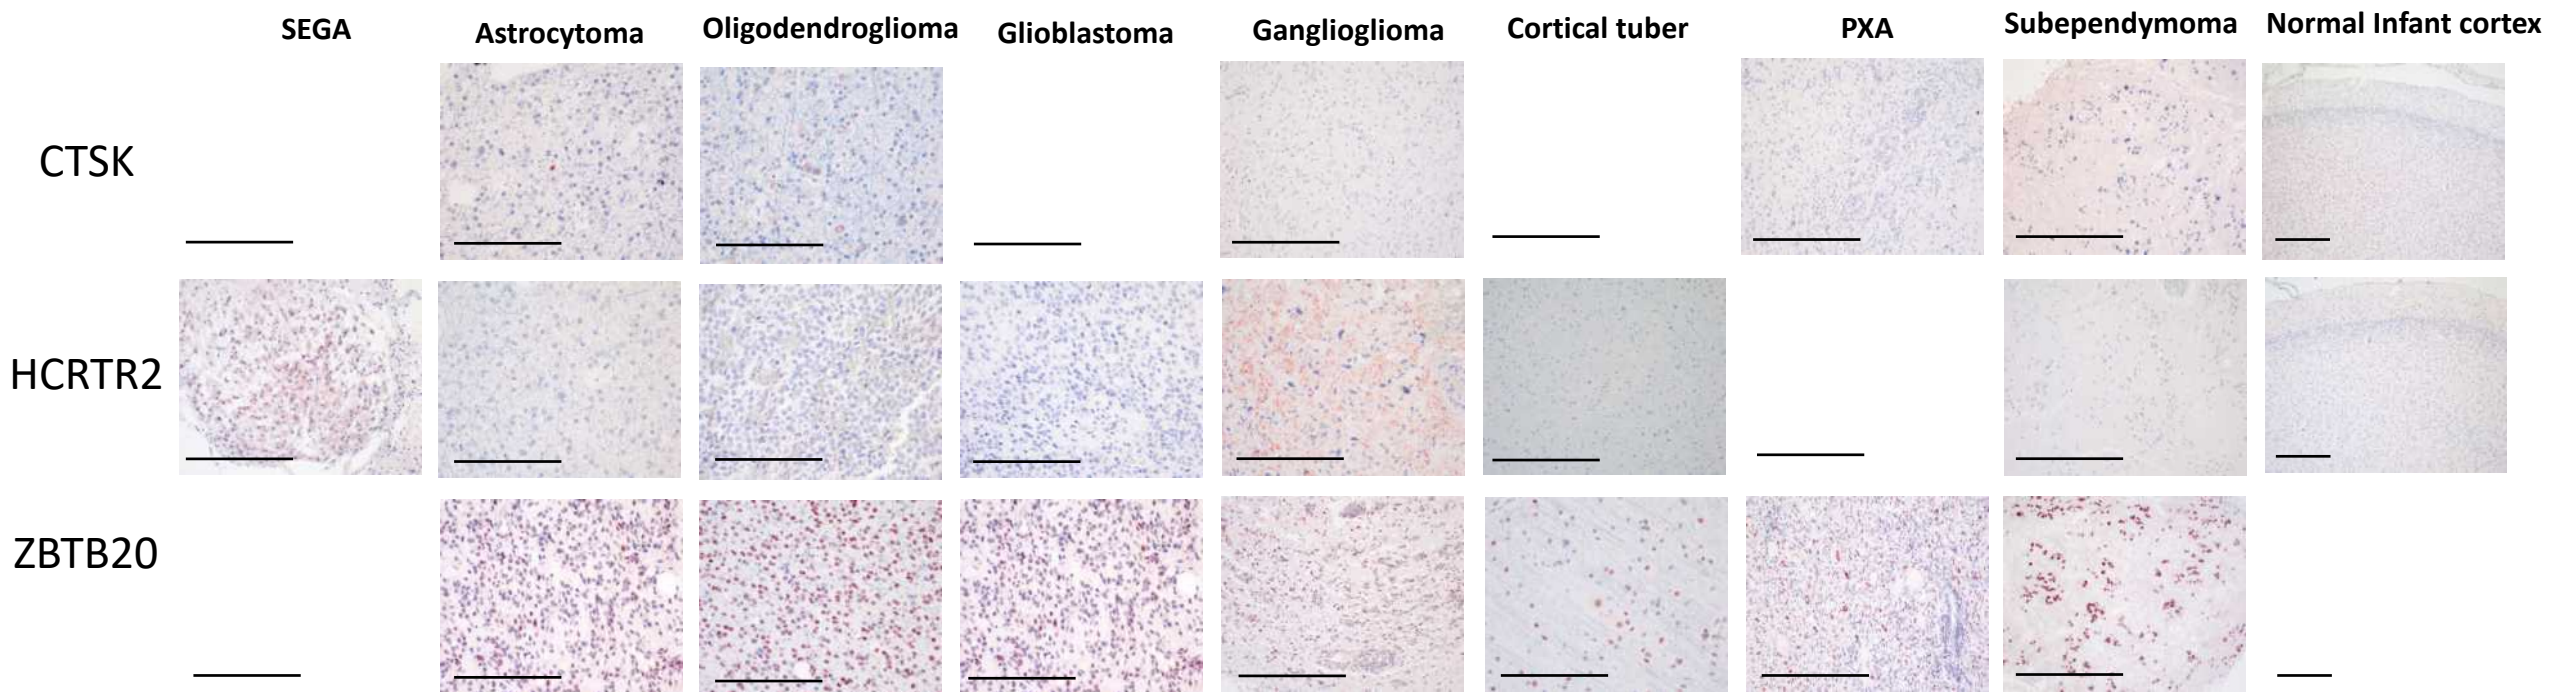 SEGA Astrocytoma Oligodendroglioma Glioblastoma Ganglioglioma Cortical tuber PXA Subependymoma Normal Infant cortex
CTSK
HCRTR2
ZBTB20